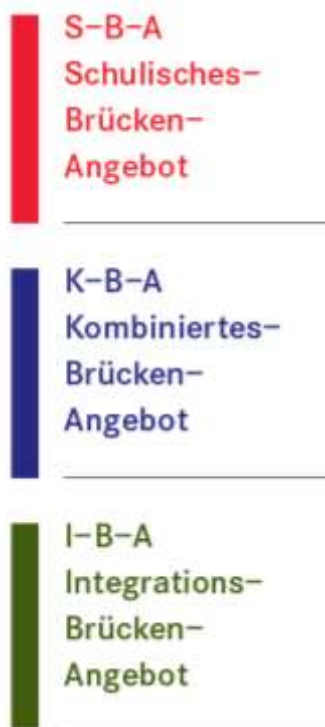 S–B–A
Schulisches–
Brücken–
Angebot
K–B–A
Kombiniertes–
Brücken–
Angebot
I–B–A
Integrations–
Brücken–
Angebot